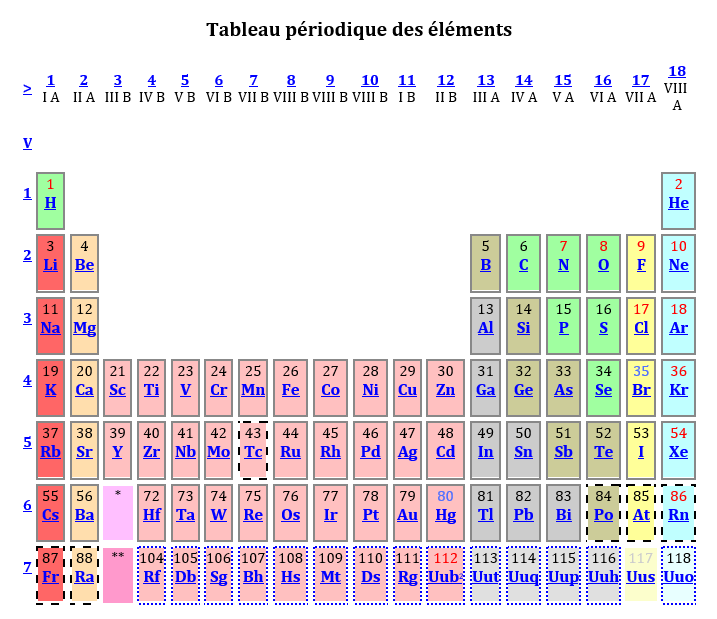 Tableau périodique des éléments
> 1 2 3 4 5 6 7 8 9 10 11 12 13 14 15 16 17 18
I A II A III B IV B V B VI B VII B VIII B VIII B VIII B I B II B III A IV A V A VI A VII A VIII A
V
1 1 2
H He
2 3 4 5 6 7 8 9 10
Li Be B C N O F Ne
3 11 12 13 14 15 16 17 18
Na Mg Al Si P S Cl Ar
4 19 20 21 22 23 24 25 26 27 28 29 30 31 32 33 34 35 36
K Ca Sc Ti V Cr Mn Fe Co Ni Cu Zn Ga Ge As Se Br Kr
5 37 38 39 40 41 42 43 44 45 46 47 48 49 50 51 52 53 54
Rb Sr Y Zr Nb Mo Tc Ru Rh Pd Ag Cd In Sn Sb Te I Xe
6 55 56 * 72 73 74 75 76 77 78 79 80 81 82 83 84 85 86
Cs Ba Hf Ta W Re Os Ir Pt Au Hg Tl Pb Bi Po At Rn
7 87 88 ** 104 105 106 107 108 109 110 111 112 113 114 115 116 117 118
Fr Ra Rf Db Sg Bh Hs Mt Ds Rg Uub² Uut Uuq Uup Uuh Uus Uuo